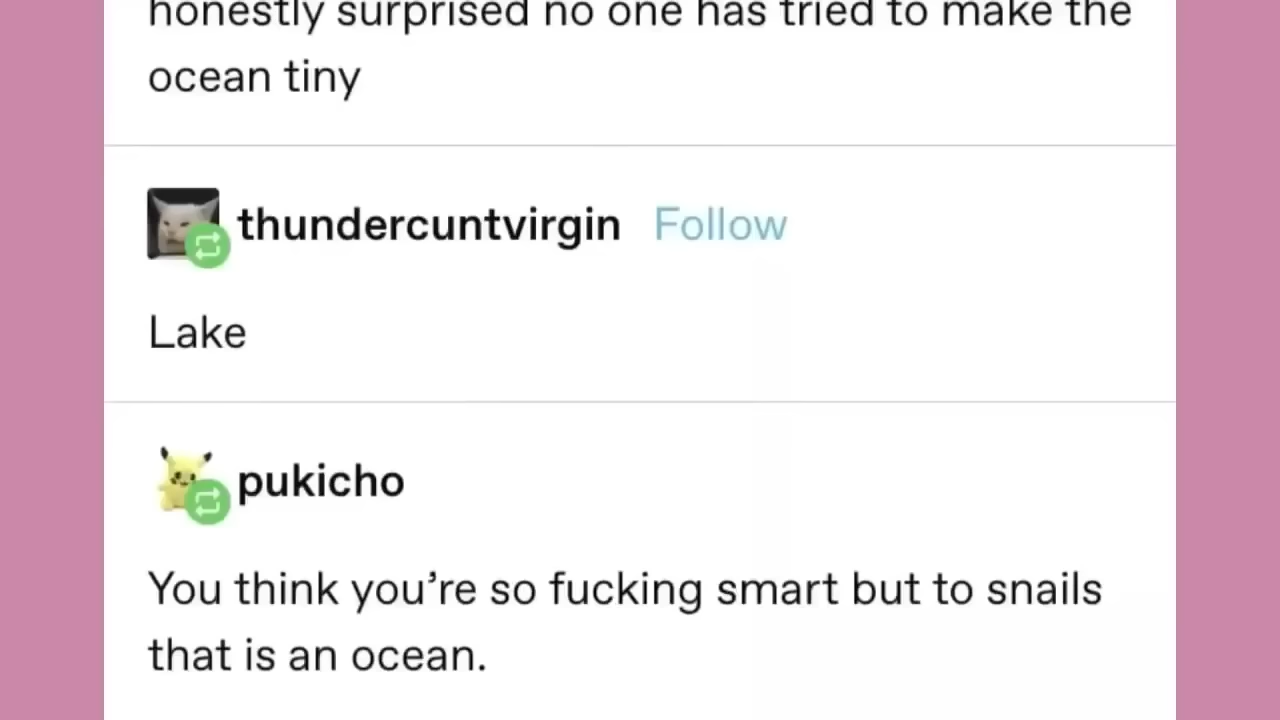 honestly surprised no one has tried to make the
ocean tiny
thundercuntvirgin Follow
Lake
pukicho
You think you’re so fucking smart but to snails
that is an ocean.